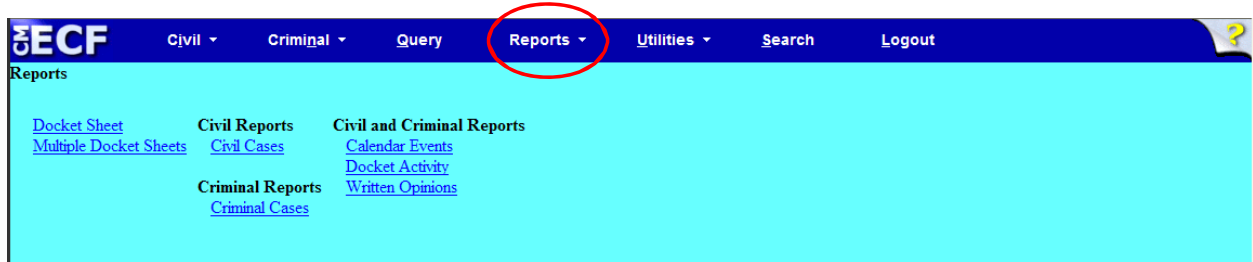 CM ECF Civil Criminal Query Reports Utilities Search Logout ?
Reports
Docket Sheet Civil Reports Civil and Criminal Reports
Multiple Docket Sheets Civil Cases Calendar Events
Docket Activity
Criminal Reports Written Opinions
Criminal Cases